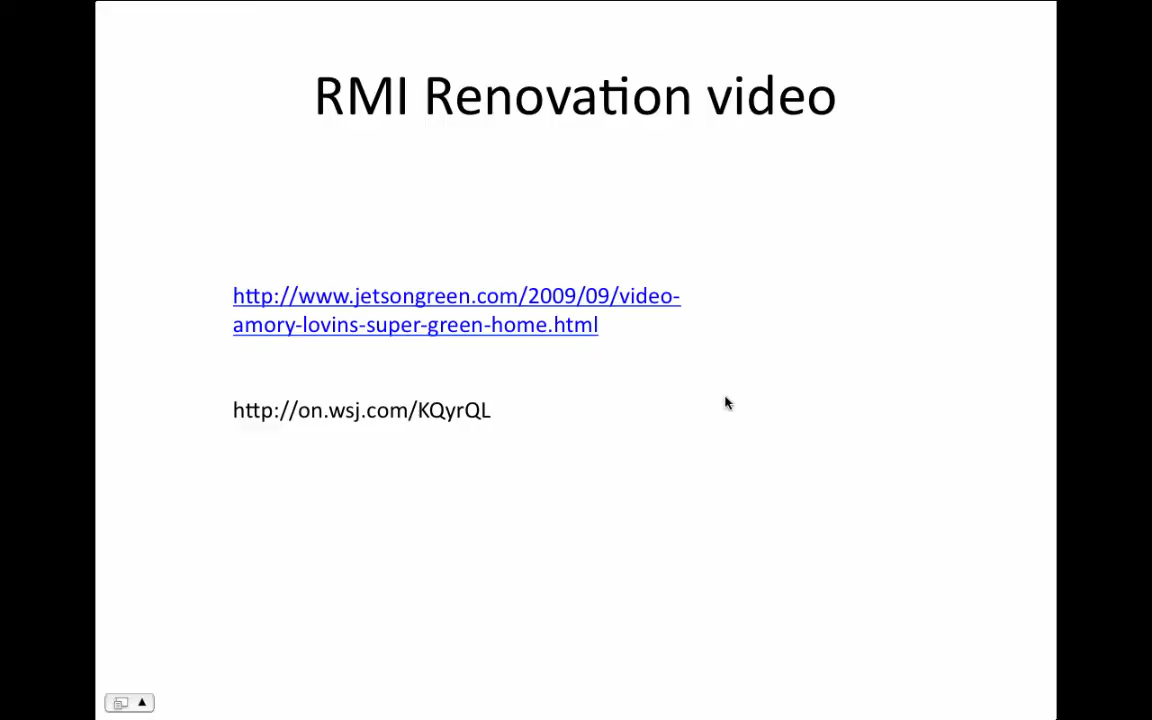 RMI Renovation video
http://www.jetsongreen.com/2009/09/video-
amory-lovins-super-green-home.html
http://on.wsj.com/KQyrQL